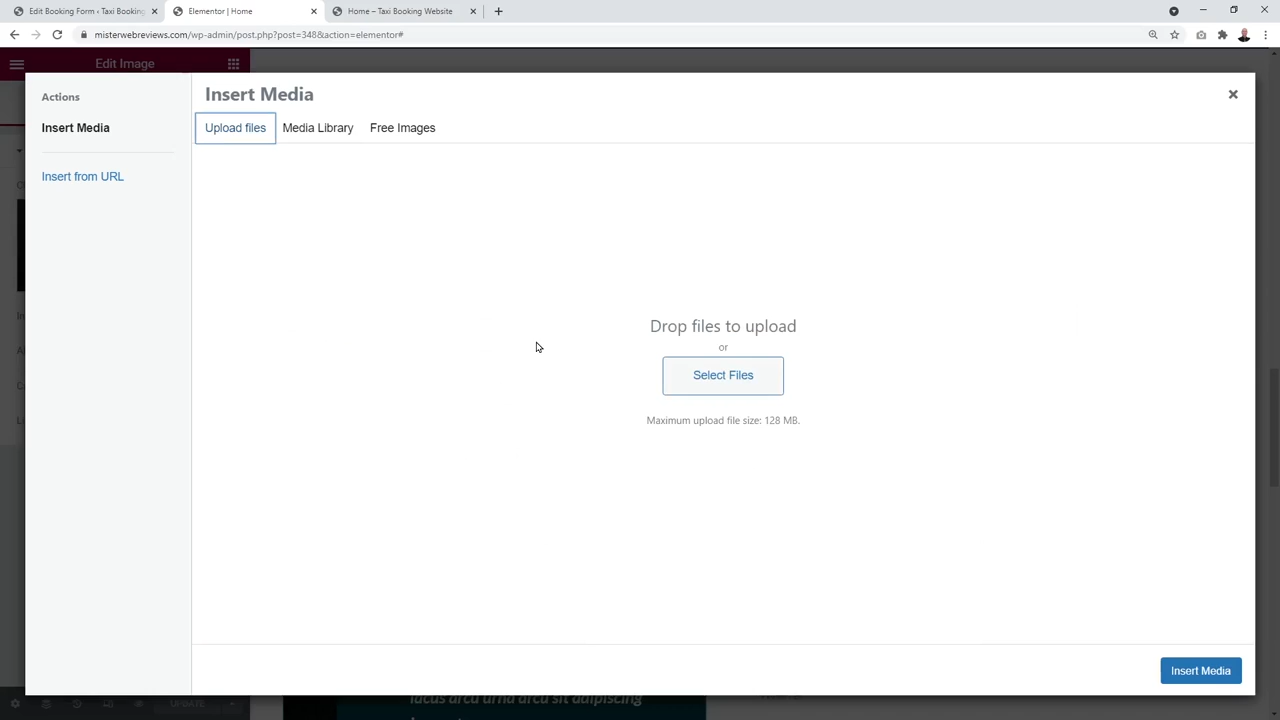 Edit Booking Form ‹ Taxi Booking
Elementor | Home
Home – Taxi Booking Website
misterwebreviews.com/wp-admin/post.php?post=348&action=elementor#
Edit Image
Actions
Insert Media
Insert from URL
Insert Media
Upload files
Media Library
Free Images
Drop files to upload
or
Select Files
Maximum upload file size: 128 MB.
Insert Media
UPDATE
lacus arcu urna arcu sit adipiscing